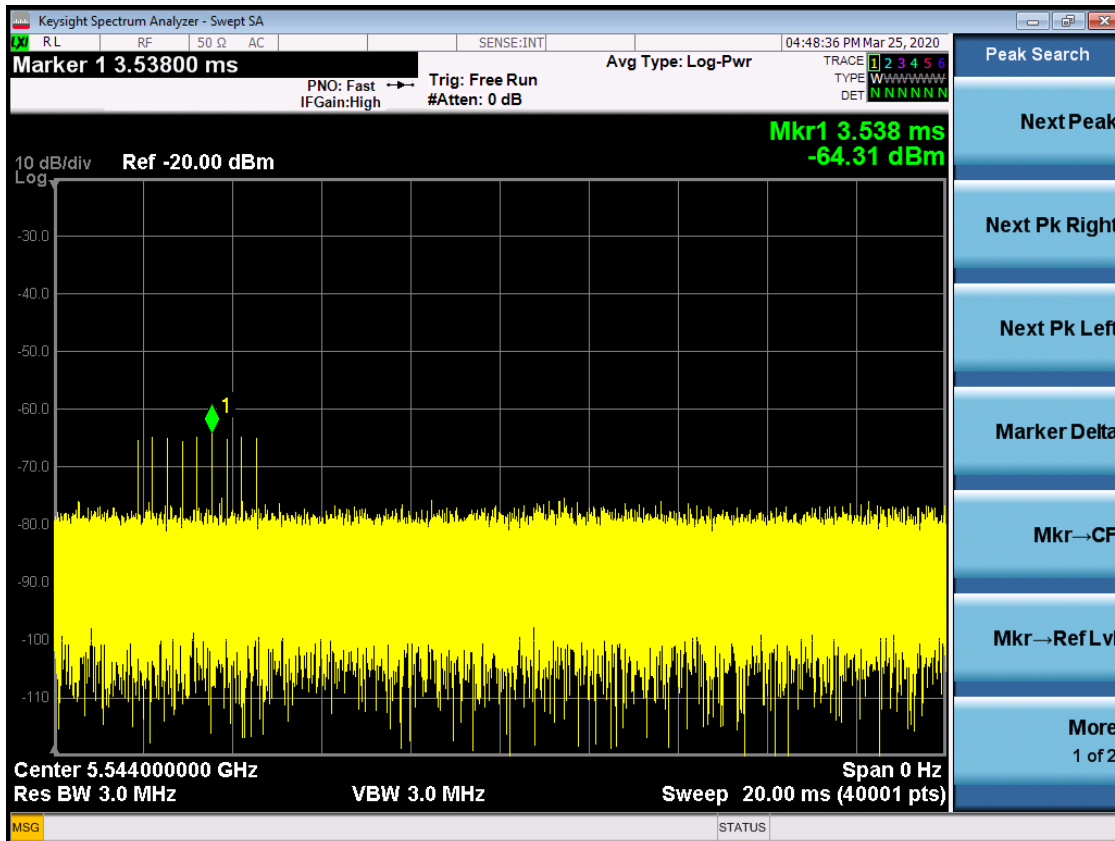 Keysight Spectrum Analyzer - Swept SA
LXI RL RF 50 Ω AC SENSE:INT 04:48:36 PM Mar 25, 2020
Marker 1 3.53800 ms
PNO: Fast
IFGain:High
Trig: Free Run
#Atten: 0 dB
Avg Type: Log-Pwr
TRACE 1 2 3 4 5 6
TYPE WWWWWW
DET N N N N N N
Mkr1 3.538 ms
-64.31 dBm
10 dB/div Ref -20.00 dBm
Log
-30.0
-40.0
-50.0
-60.0
-70.0
-80.0
-90.0
-100
-110
1
Center 5.544000000 GHz Span 0 Hz
Res BW 3.0 MHz VBW 3.0 MHz Sweep 20.00 ms (40001 pts)
MSG STATUS
Peak Search
Next Peak
Next Pk Right
Next Pk Left
Marker Delta
Mkr→CF
Mkr→Ref Lvl
More
1 of 2